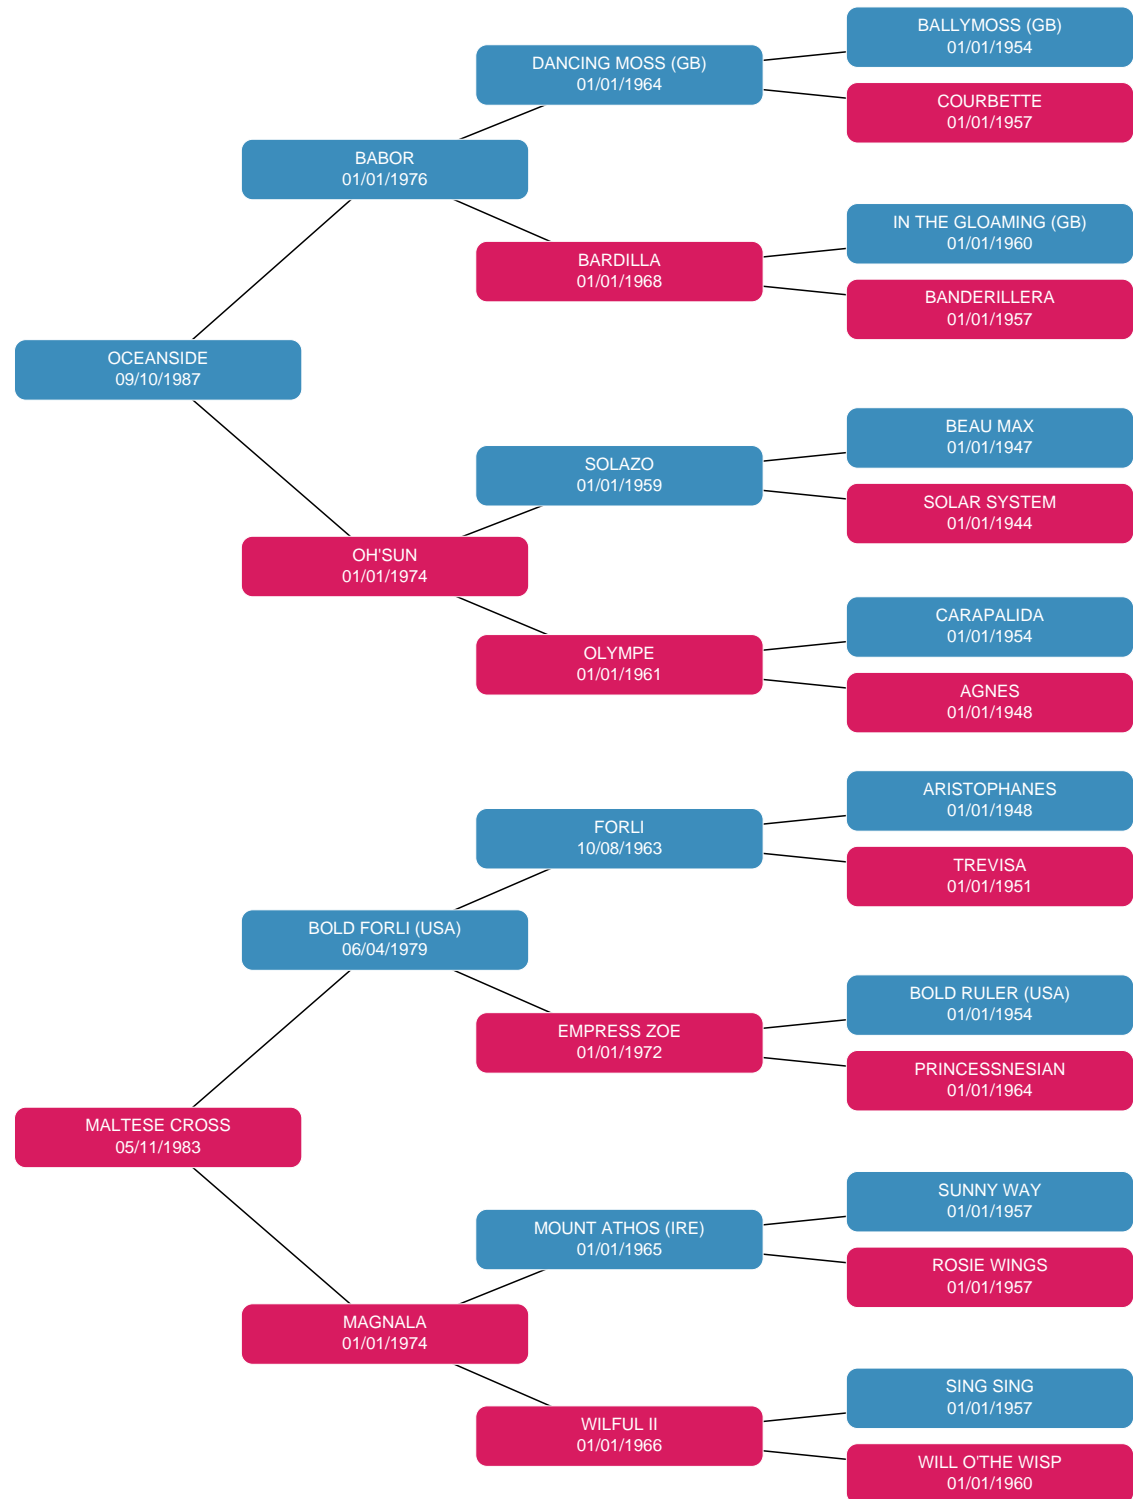 BALLYMOSS (GB)
01/01/1954
DANCING MOSS (GB)
01/01/1964
COURBETTE
01/01/1957
BABOR
01/01/1976
IN THE GLOAMING (GB)
01/01/1960
BARDILLA
01/01/1968
BANDERILLERA
01/01/1957
OCEANSIDE
09/10/1987
BEAU MAX
01/01/1947
SOLAZO
01/01/1959
SOLAR SYSTEM
01/01/1944
OH'SUN
01/01/1974
CARAPALIDA
01/01/1954
OLYMPE
01/01/1961
AGNES
01/01/1948
ARISTOPHANES
01/01/1948
FORLI
10/08/1963
TREVISA
01/01/1951
BOLD FORLI (USA)
06/04/1979
BOLD RULER (USA)
01/01/1954
EMPRESS ZOE
01/01/1972
PRINCESSNESIAN
01/01/1964
MALTESE CROSS
05/11/1983
SUNNY WAY
01/01/1957
MOUNT ATHOS (IRE)
01/01/1965
ROSIE WINGS
01/01/1957
MAGNALA
01/01/1974
SING SING
01/01/1957
WILFUL II
01/01/1966
WILL O'THE WISP
01/01/1960